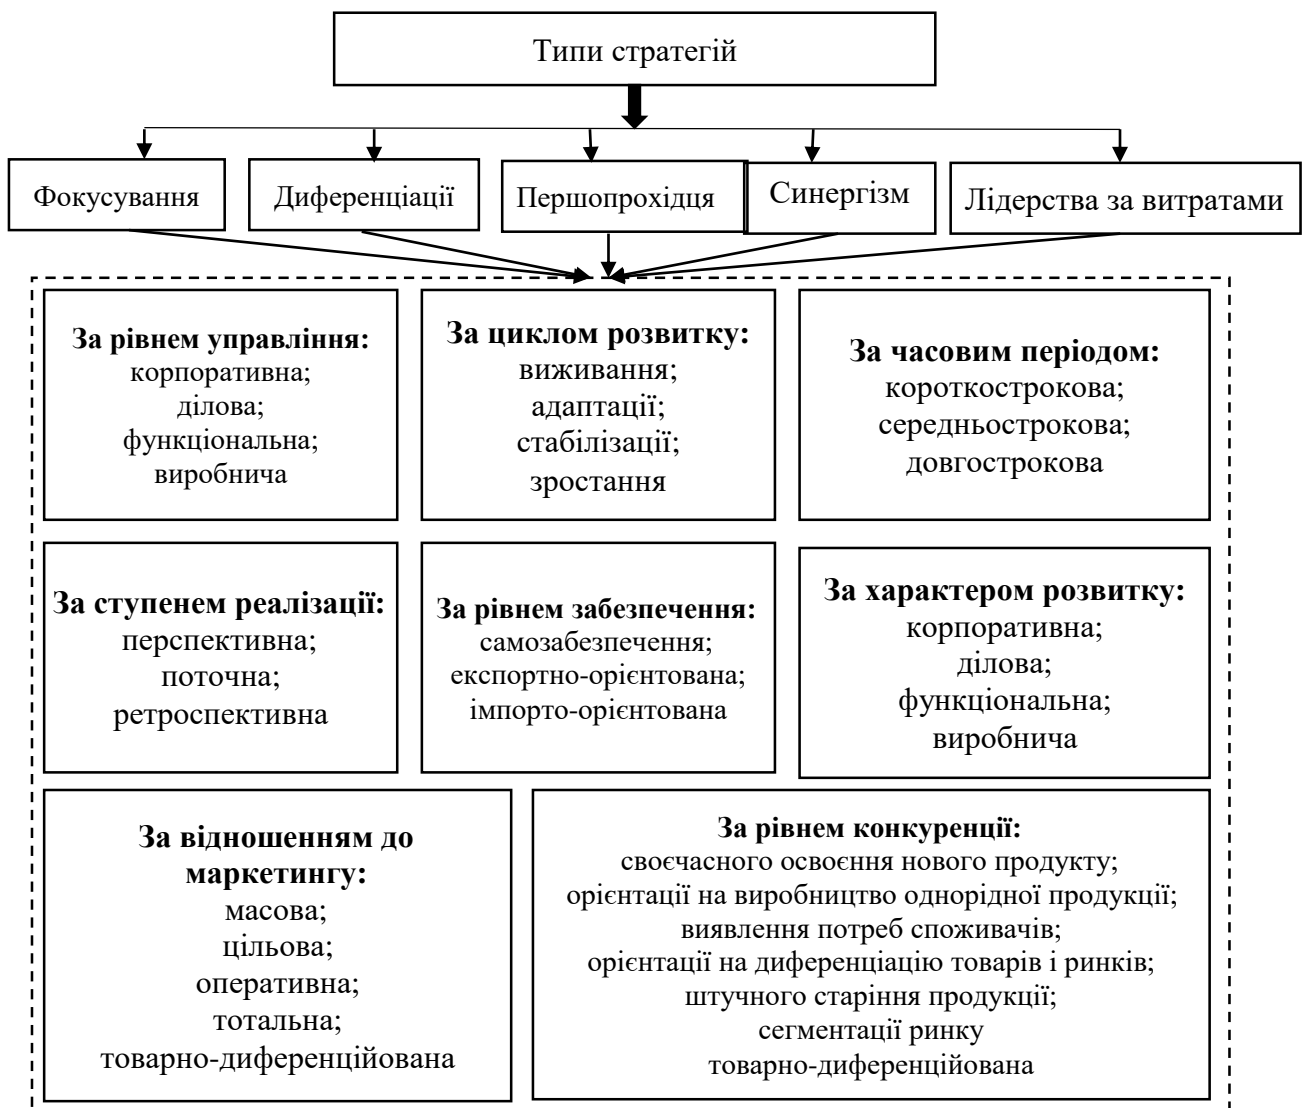 Типи стратегій
Фокусування
Диференціації
Першопрохідця
Синергізм
Лідерства за витратами
За рівнем управління:
корпоративна;
ділова;
функціональна;
виробнича
За циклом розвитку:
виживання;
адаптації;
стабілізації;
зростання
За часовим періодом:
короткострокова;
середньострокова;
довгострокова
За ступенем реалізації:
перспективна;
поточна;
ретроспективна
За рівнем забезпечення:
самозабезпечення;
експортно-орієнтована;
імпорто-орієнтована
За характером розвитку:
корпоративна;
ділова;
функціональна;
виробнича
За відношенням до
маркетингу:
масова;
цільова;
оперативна;
тотальна;
товарно-диференційована
За рівнем конкуренції:
своєчасного освоєння нового продукту;
орієнтації на виробництво однорідної продукції;
виявлення потреб споживачів;
орієнтації на диференціацію товарів і ринків;
штучного старіння продукції;
сегментації ринку
товарно-диференційована